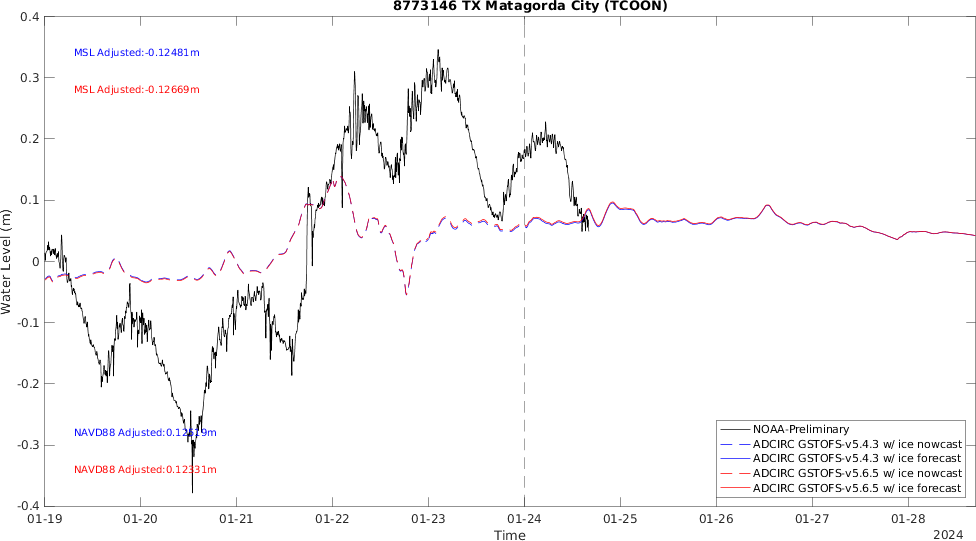 8773146 TX Matagorda City (TCOON)
0.4
0.3
0.2
0.1
0
-0.1
-0.2
-0.3
-0.4
Water Level (m)
MSL Adjusted:-0.12481m
MSL Adjusted:-0.12669m
NAVD88 Adjusted:
NAVD88 Adjusted:0.12331m
NOAA-Preliminary
ADCIRC GSTOFS-v5.4.3 w/ ice nowcast
ADCIRC GSTOFS-v5.4.3 w/ ice forecast
ADCIRC GSTOFS-v5.6.5 w/ ice nowcast
ADCIRC GSTOFS-v5.6.5 w/ ice forecast
01-19 01-20 01-21 01-22 01-23 01-24 01-25 01-26 01-27 01-28
Time
2024